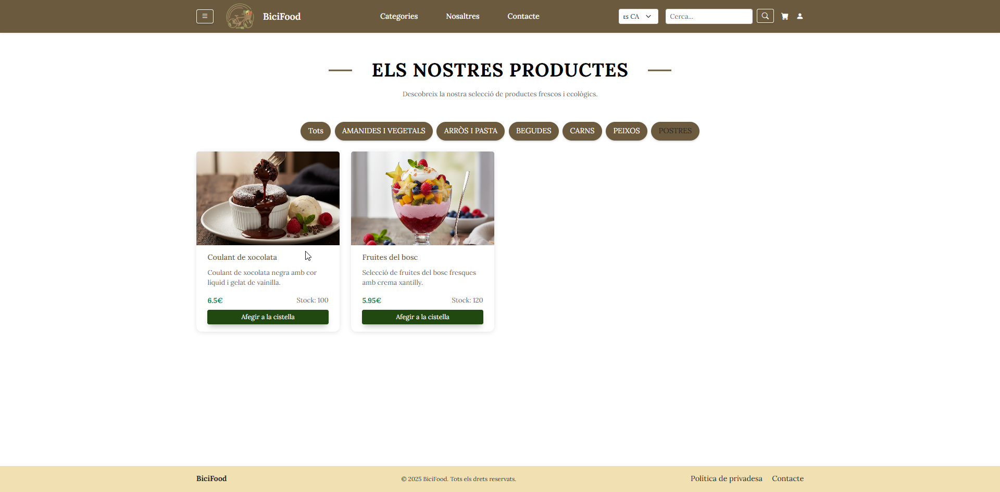 BiciFood
Categories
Nosaltres
Contacte
ES CA
Cerca...
ELS NOSTRES PRODUCTES
Descobreix la nostra selecció de productes frescos i ecològics.
Tots
AMANIDES I VEGETALS
ARRÒS I PASTA
BEGUDES
CARNS
PEIXOS
POSTRES
Coulant de xocolata
Coulant de xocolata negra amb cor
líquid i gelat de vainilla.
6.5€
Stock: 100
Afegir a la cistella
Fruites del bosc
Selecció de fruites del bosc fresques
amb crema xantilly.
5.95€
Stock: 120
Afegir a la cistella
BiciFood
© 2025 BiciFood. Tots els drets reservats.
Política de privadesa
Contacte